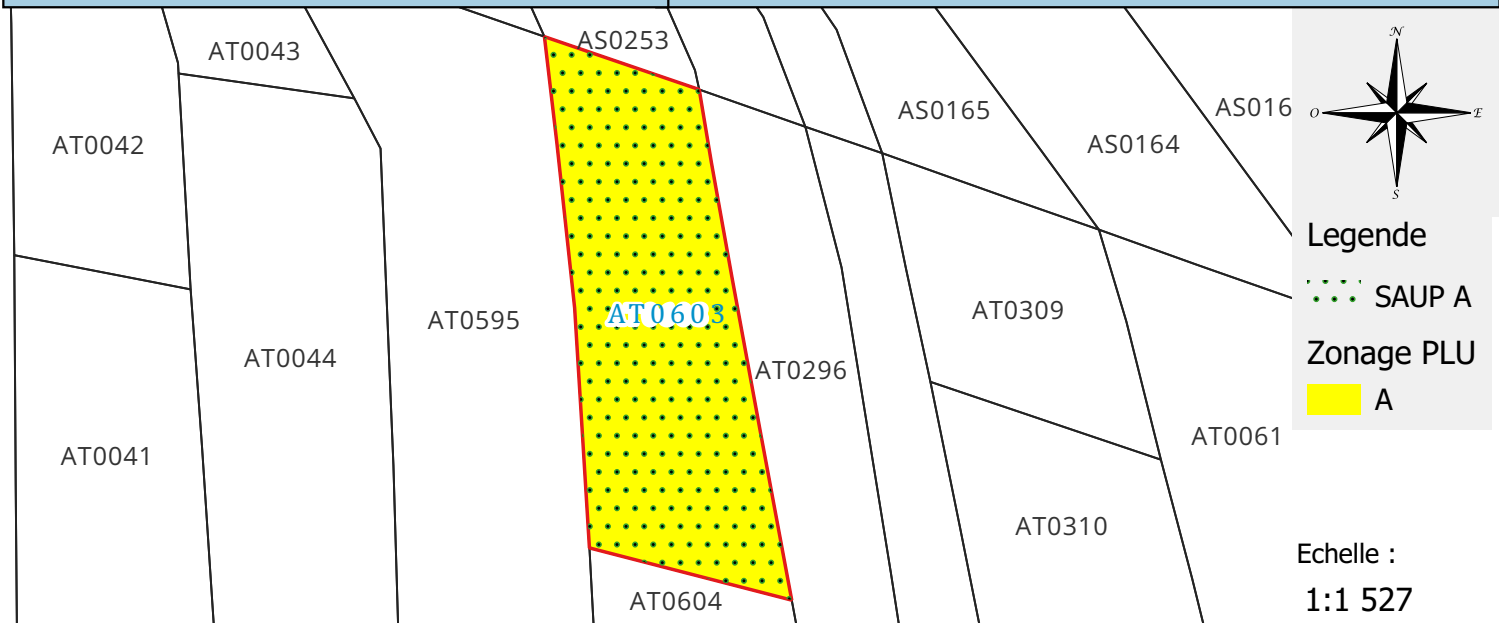 AS0253
AT0043
AS0165
AS016
AT0042
AS0164
AT0595
AT0603
AT0309
AT0044
AT0296
AT0041
AT0061
AT0310
AT0604
N
O
E
S
Legende
SAUP A
Zonage PLU
A
Echelle :
1:1 527